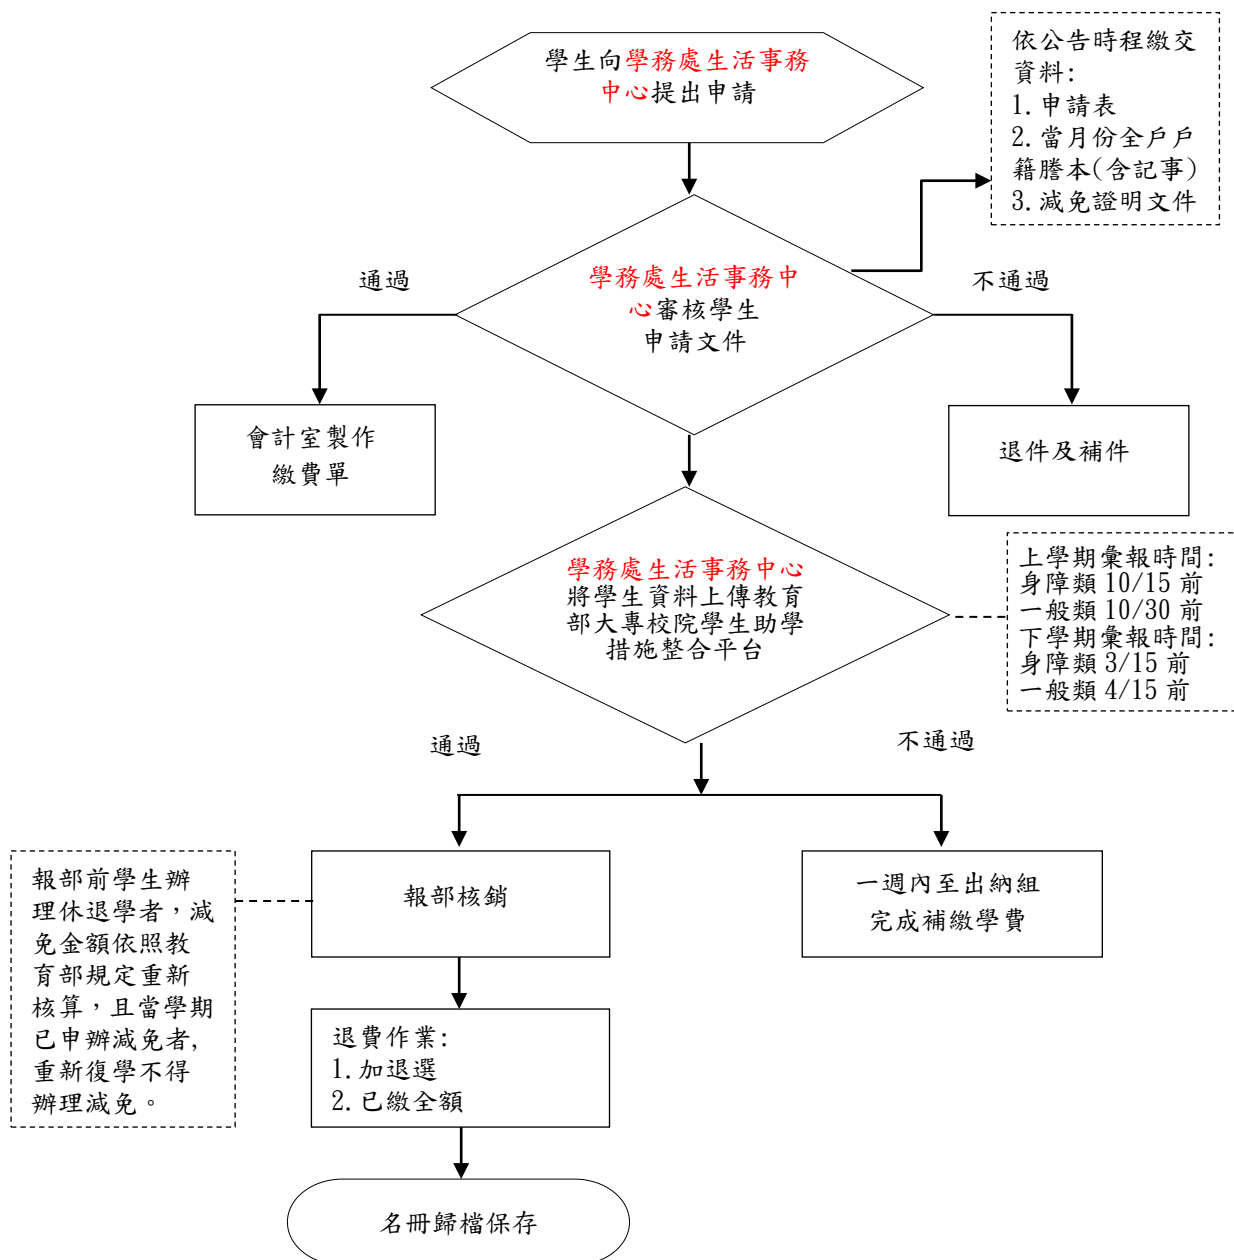 學生向學務處生活事務
中心提出申請
依公告時程繳交
資料:
1.申請表
2.當月份全戶戶
籍謄本(含記事)
3.減免證明文件
通過
學務處生活事務中
心審核學生
申請文件
不通過
會計室製作
繳費單
退件及補件
學務處生活事務中心
將學生資料上傳教育
部大專校院學生助學
措施整合平台
上學期彙報時間:
身障類 10/15 前
一般類 10/30 前
下學期彙報時間:
身障類 3/15 前
一般類 4/15 前
通過
不通過
報部前學生辦
理休退學者，減
免金額依照教
育部規定重新
核算，且當學期
已申辦減免者,
重新復學不得
辦理減免。
報部核銷
一週內至出納組
完成補繳學費
退費作業:
1.加退選
2.已繳全額
名冊歸檔保存